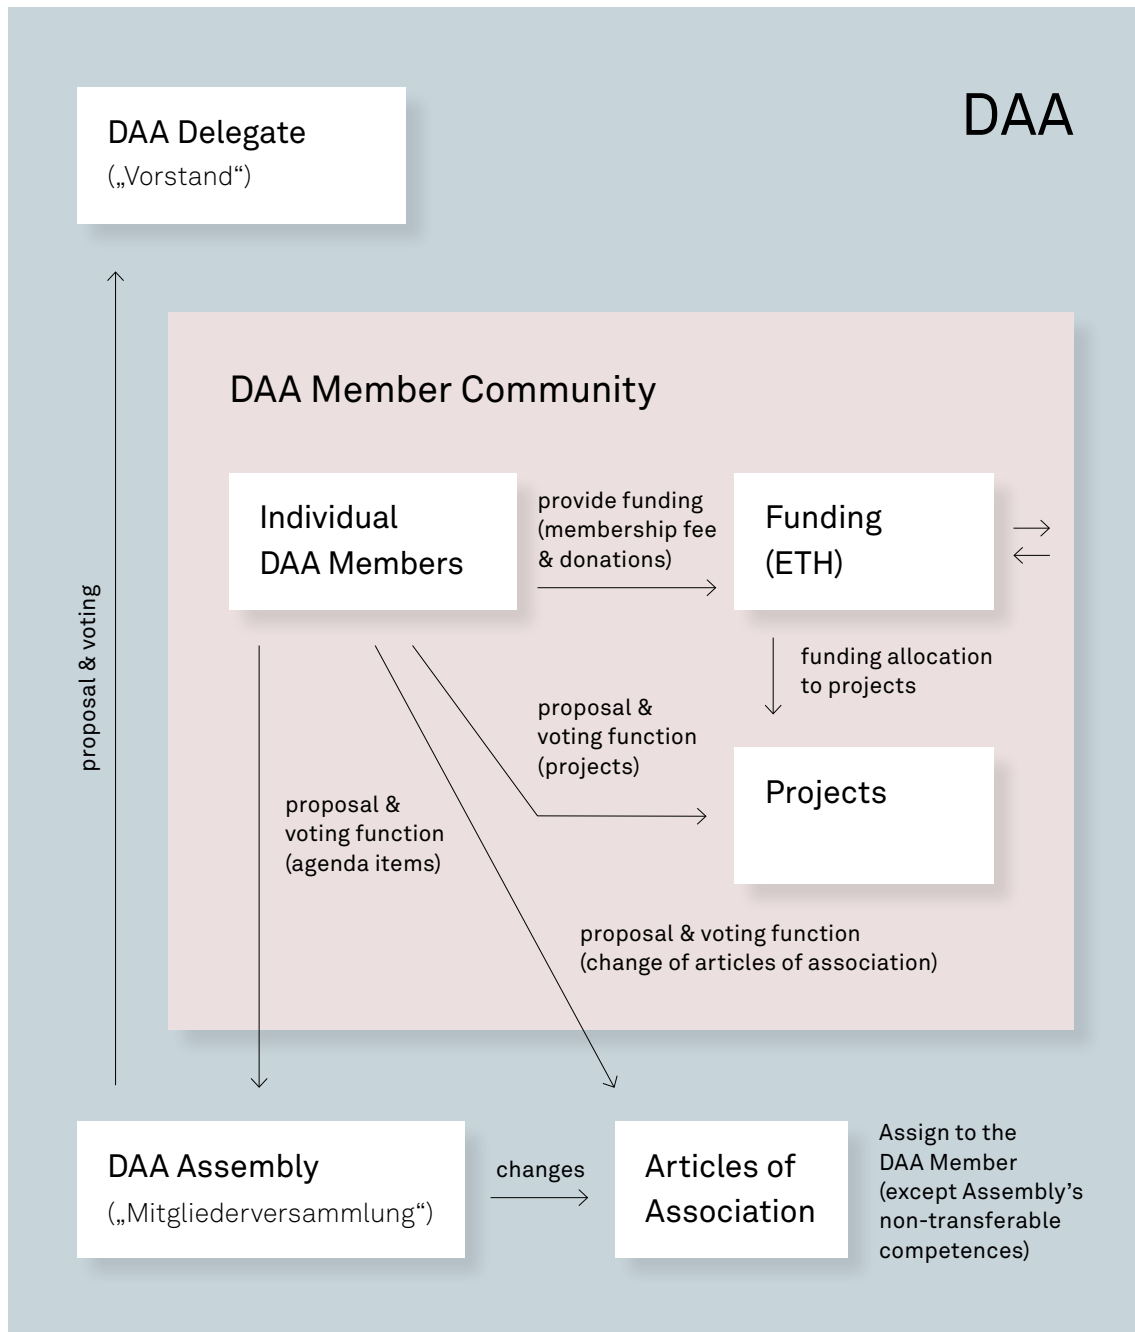 DAA
DAA Delegate
(„Vorstand“)
DAA Member Community
Individual
DAA Members
provide funding
(membership fee
& donations)
Funding
(ETH)
proposal & voting
funding allocation
to projects
proposal &
voting function
(projects)
Projects
proposal &
voting function
(agenda items)
proposal & voting function
(change of articles of association)
DAA Assembly
(„Mitgliederversammlung“)
changes
Articles of
Association
Assign to the
DAA Member
(except Assembly’s
non-transferable
competences)